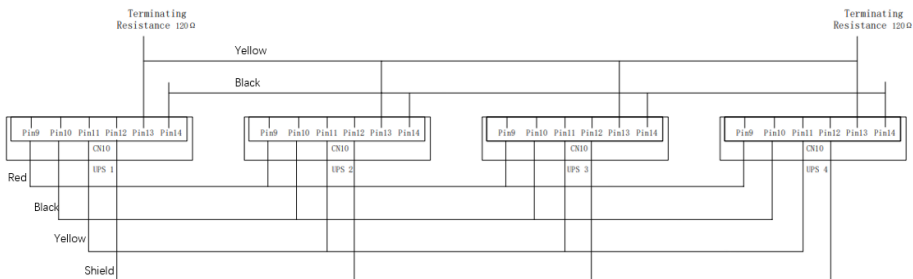 Terminating
Resistance 120Ω
Terminating
Resistance 120Ω
Yellow
Black
Pin9 Pin10 Pin11 Pin12 Pin13 Pin14
Pin9 Pin10 Pin11 Pin12 Pin13 Pin14
Pin9 Pin10 Pin11 Pin12 Pin13 Pin14
Pin9 Pin10 Pin11 Pin12 Pin13 Pin14
CN10
CN10
CN10
CN10
UPS 1
UPS 2
UPS 3
UPS 4
Red
Black
Yellow
Shield